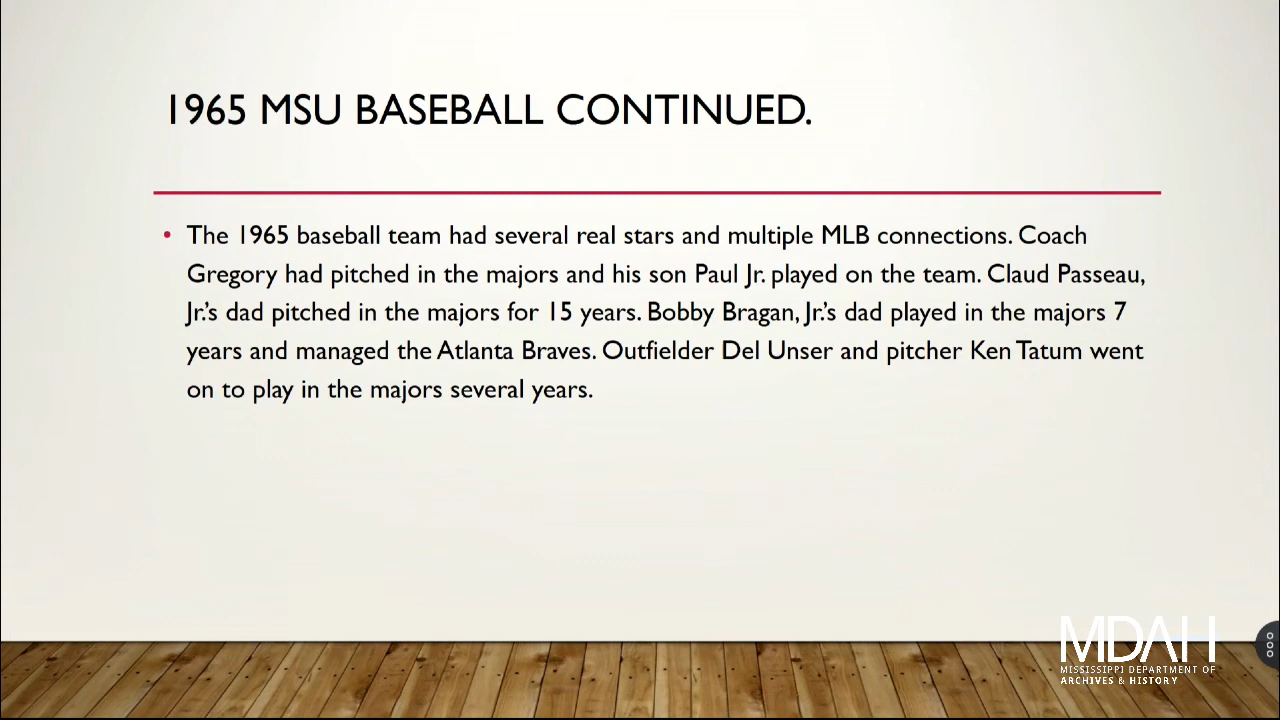 1965 MSU BASEBALL CONTINUED.
• The 1965 baseball team had several real stars and multiple MLB connections. Coach
Gregory had pitched in the majors and his son Paul Jr. played on the team. Claud Passeau,
Jr.'s dad pitched in the majors for 15 years. Bobby Bragan, Jr.'s dad played in the majors 7
years and managed the Atlanta Braves. Outfielder Del Unser and pitcher Ken Tatum went
on to play in the majors several years.
MDAH
MISSISSIPPI DEPARTMENT OF
ARCHIVES & HISTORY